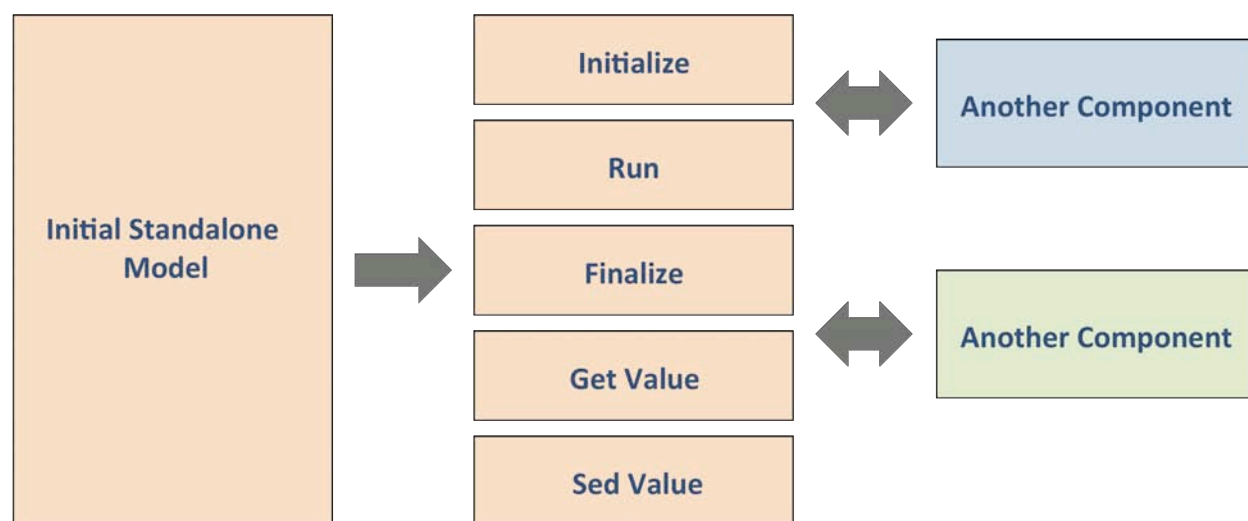 Initial Standalone
Model
Initialize
Run
Finalize
Get Value
Sed Value
Another Component
Another Component